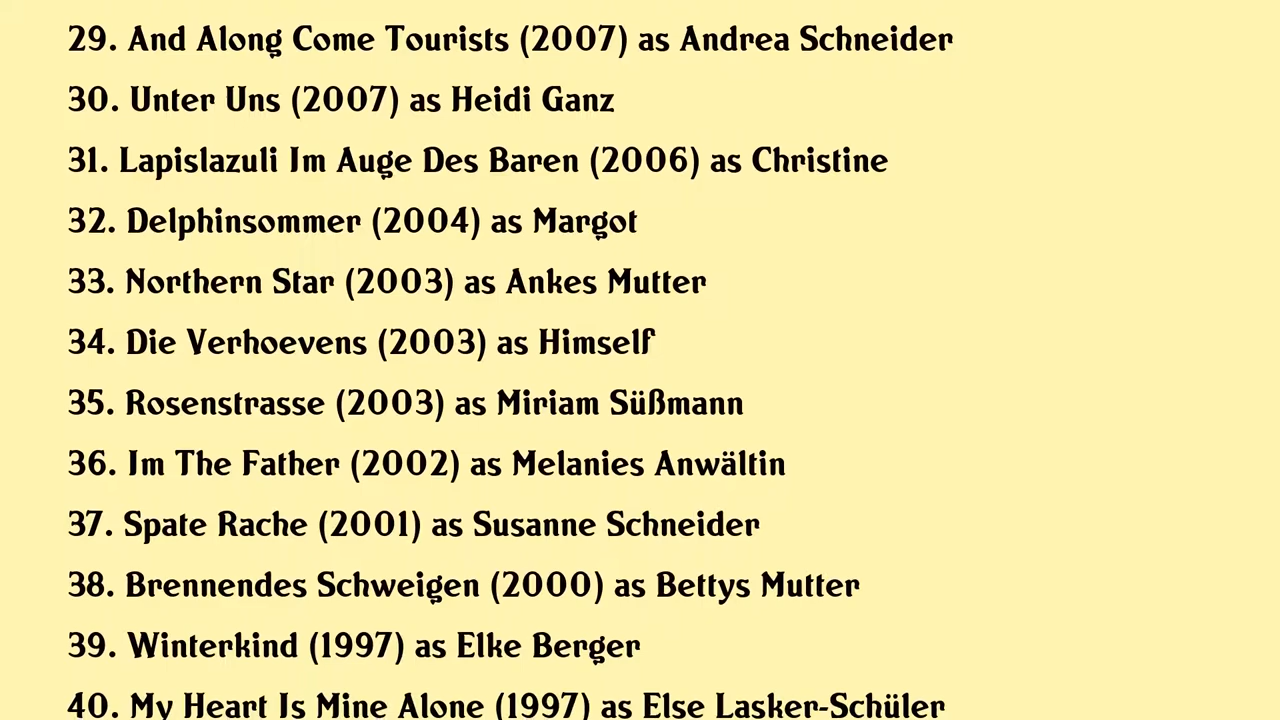 29. And Along Come Tourists (2007) as Andrea Schneider
30. Unter Uns (2007) as Heidi Ganz
31. Lapislazuli Im Auge Des Baren (2006) as Christine
32. Delphinsommer (2004) as Margot
33. Northern Star (2003) as Ankes Mutter
34. Die Verhoevens (2003) as Himself
35. Rosenstrasse (2003) as Miriam Süßmann
36. Im The Father (2002) as Melanies Anwältin
37. Spate Rache (2001) as Susanne Schneider
38. Brennendes Schweigen (2000) as Bettys Mutter
39. Winterkind (1997) as Elke Berger
40. My Heart Is Mine Alone (1997) as Else Lasker-Schüler